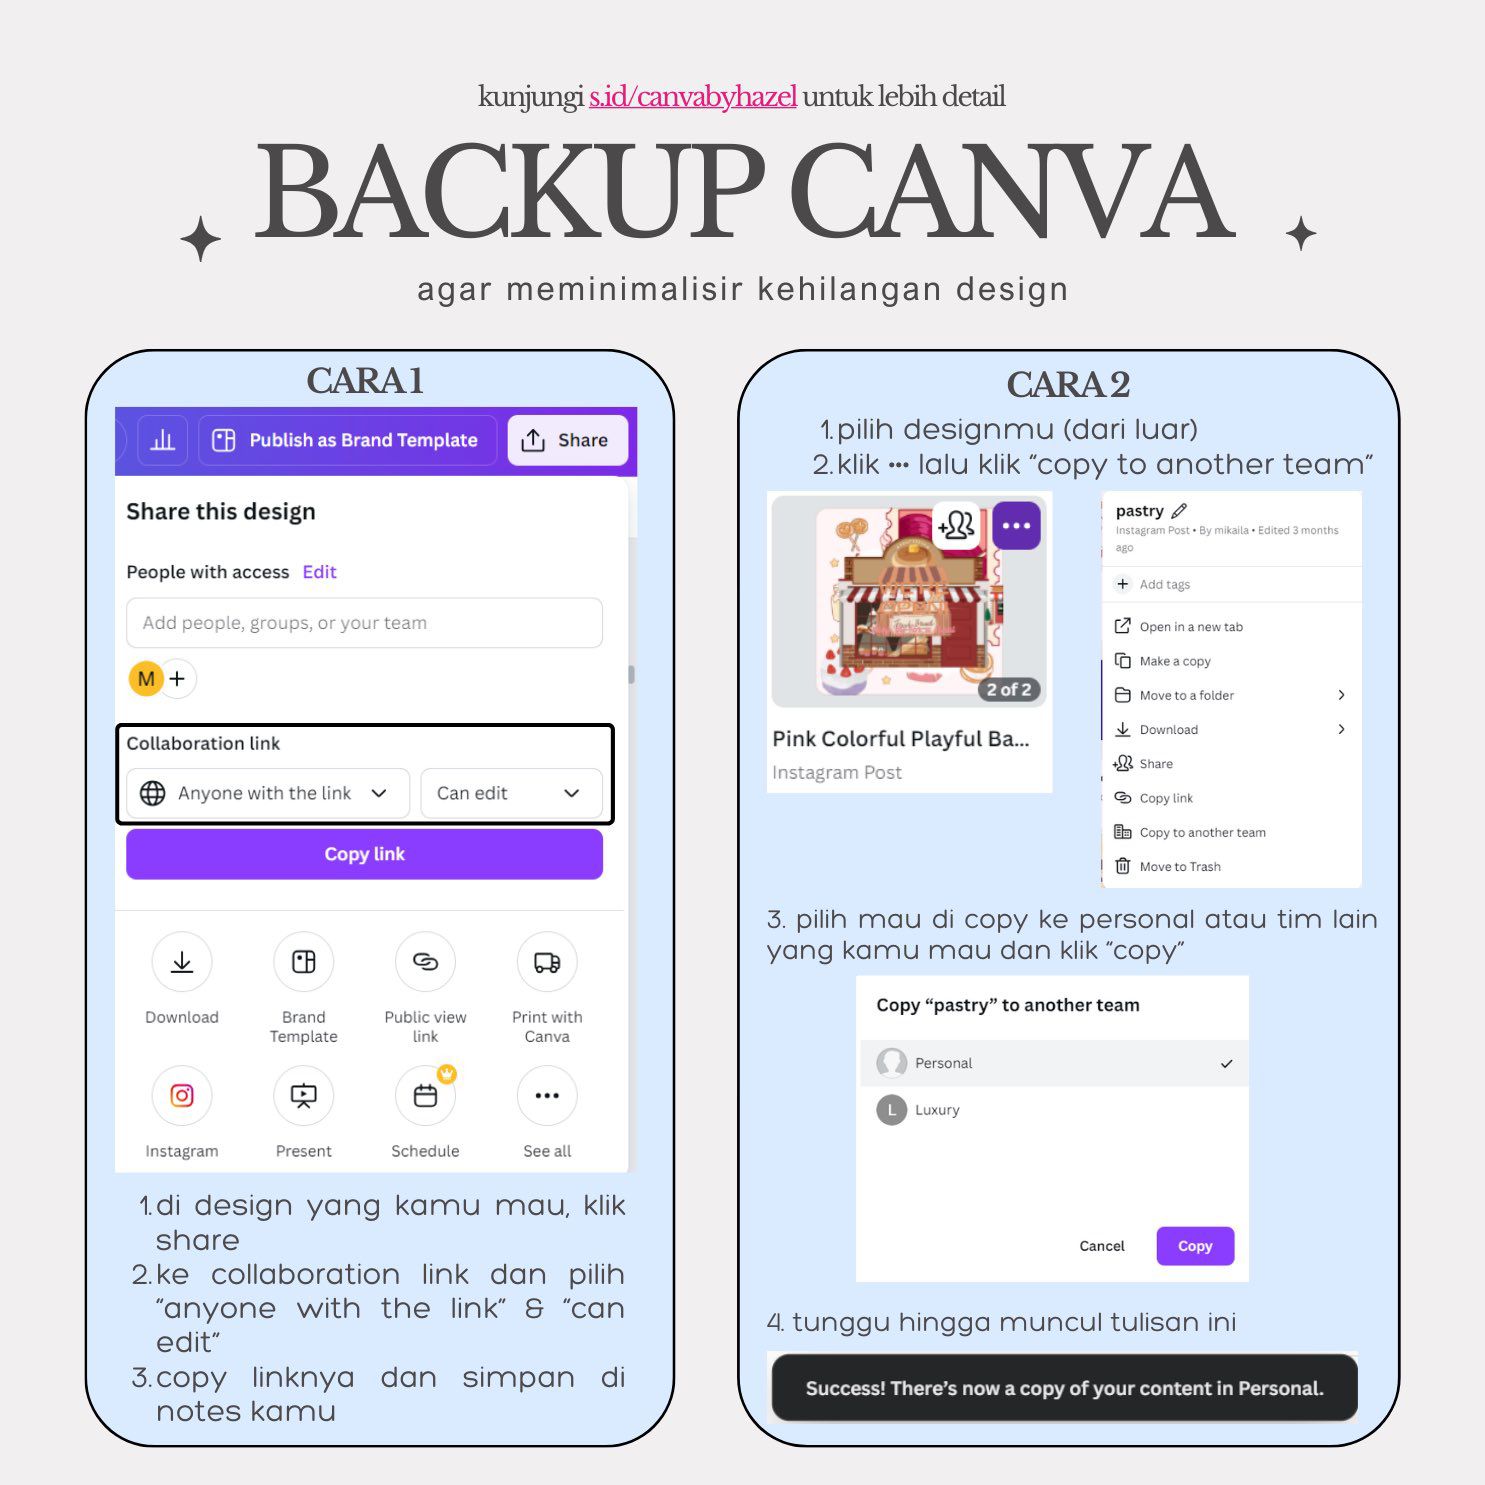 kunjungi s.id/canvabyhazel untuk lebih detail
BACKUP CANVA
agar meminimalisir kehilangan design
CARA 1
Publish as Brand Template
Share
Share this design
People with access Edit
Add people, groups, or your team
M
Collaboration link
Anyone with the link
Can edit
Copy link
Download
Brand Template
Public view link
Print with Canva
Instagram
Present
Schedule
See all
1.di design yang kamu mau, klik
share
2.ke collaboration link dan pilih
"anyone with the link" & "can
edit"
3.copy linknya dan simpan di
notes kamu
CARA 2
1.pilih designmu (dari luar)
2.klik ••• lalu klik "copy to another team"
2 of 2
Pink Colorful Playful Ba...
Instagram Post
pastry
Instagram Post • By mikaila • Edited 3 months
ago
Add tags
Open in a new tab
Make a copy
Move to a folder
Download
Share
Copy link
Copy to another team
Move to Trash
3. pilih mau di copy ke personal atau tim lain
yang kamu mau dan klik "copy"
Copy “pastry” to another team
Personal
L Luxury
Cancel
Copy
4. tunggu hingga muncul tulisan ini
Success! There's now a copy of your content in Personal.